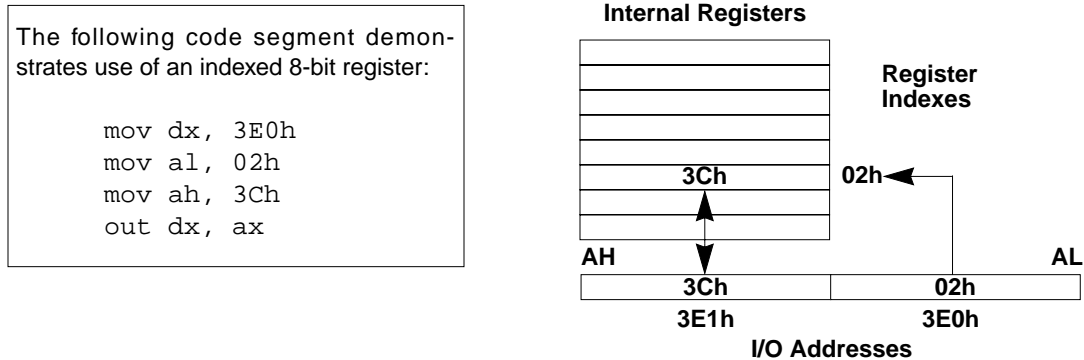 The following code segment demon-
strates use of an indexed 8-bit register:
mov dx, 3E0h
mov al, 02h
mov ah, 3Ch
out dx, ax
Internal Registers
Register
Indexes
3Ch
02h
AH
AL
3Ch
02h
3E1h
3E0h
I/O Addresses